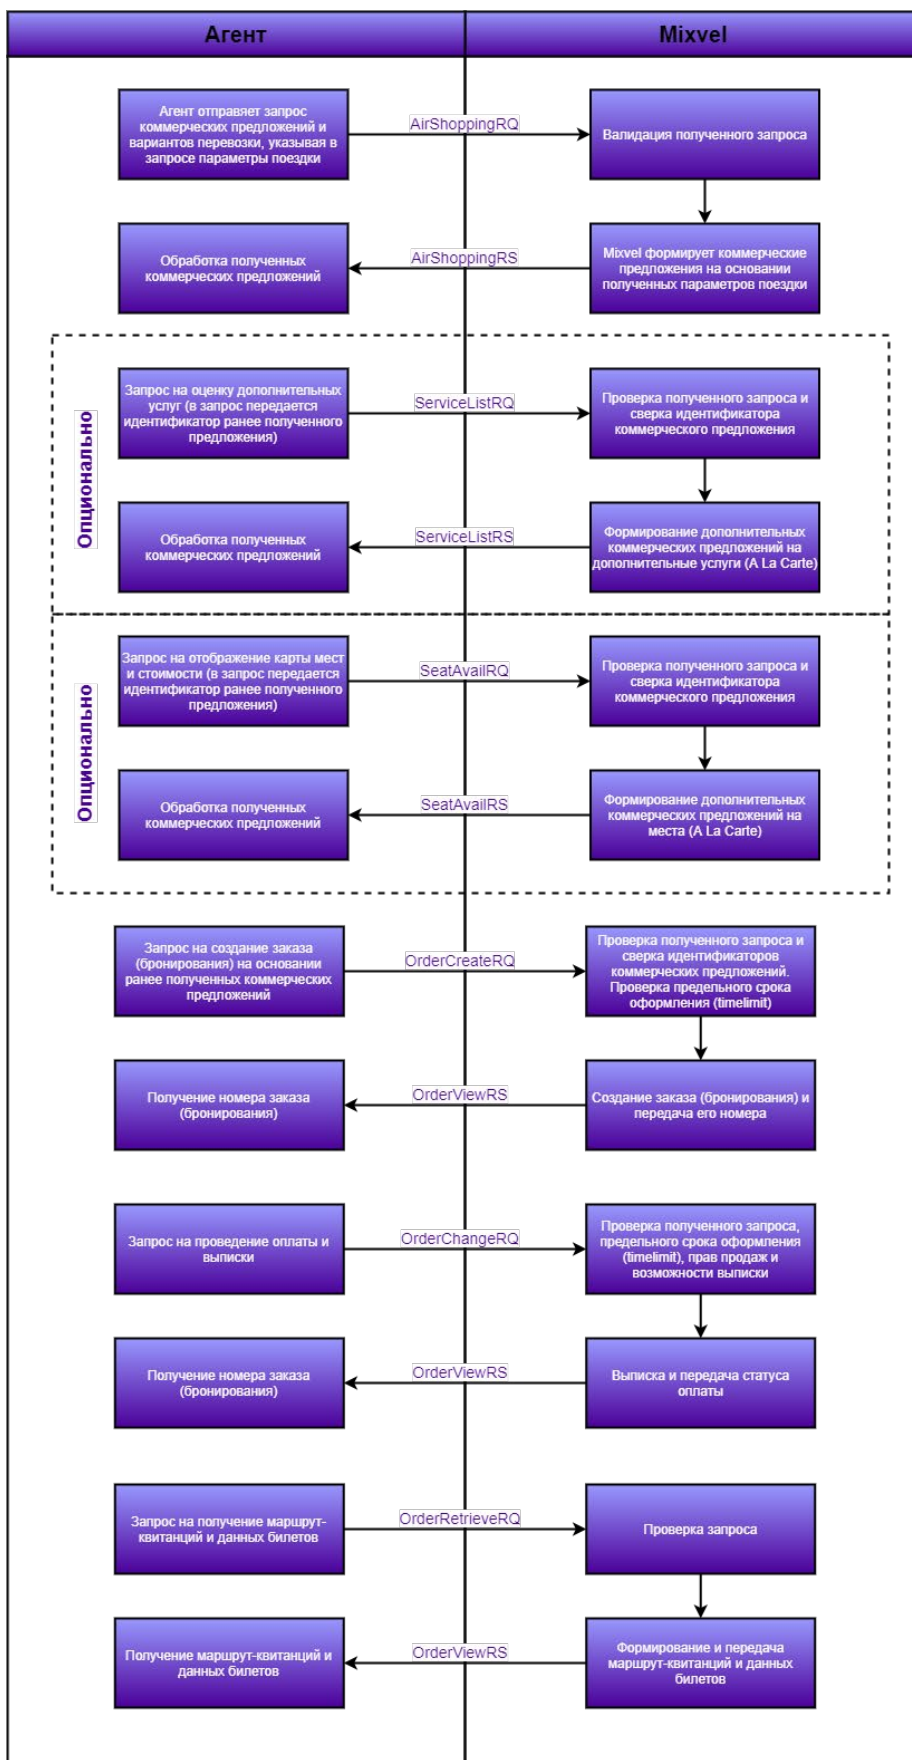 Агент
Mixvel
Агент отправляет запрос
коммерческих предложений и
вариантов перевозки, указывая в
запросе параметры поездки
AirShoppingRQ
Валидация полученного запроса
Обработка полученных
коммерческих предложений
AirShoppingRS
Mixvel формирует коммерческие
предложения на основании
полученных параметров поездки
Опционально
Запрос на оценку дополнительных
услуг (в запрос передается
идентификатор ранее полученного
предложения)
ServiceListRQ
Проверка полученного запроса и
сверка идентификатора
коммерческого предложения
Обработка полученных
коммерческих предложений
ServiceListRS
Формирование дополнительных
коммерческих предложений на
дополнительные услуги (A La Carte)
Опционально
Запрос на отображение карты мест
и стоимости (в запрос передается
идентификатор ранее полученного
предложения)
SeatAvailRQ
Проверка полученного запроса и
сверка идентификатора
коммерческого предложения
Обработка полученных
коммерческих предложений
SeatAvailRS
Формирование дополнительных
коммерческих предложений на
места (A La Carte)
Запрос на создание заказа
(бронирования) на основании
ранее полученных коммерческих
предложений
OrderCreateRQ
Проверка полученного запроса и
сверка идентификаторов
коммерческих предложений.
Проверка предельного срока
оформления (timelimit)
Получение номера заказа
(бронирования)
OrderViewRS
Создание заказа (бронирования) и
передача его номера
Запрос на проведение оплаты и
выписки
OrderChangeRQ
Проверка полученного запроса,
предельного срока оформления
(timelimit), прав продаж и
возможности выписки
Получение номера заказа
(бронирования)
OrderViewRS
Выписка и передача статуса
оплаты
Запрос на получение маршрут-
квитанций и данных билетов
OrderRetrieveRQ
Проверка запроса
Получение маршрут-квитанций и
данных билетов
OrderViewRS
Формирование и передача
маршрут-квитанций и данных
билетов